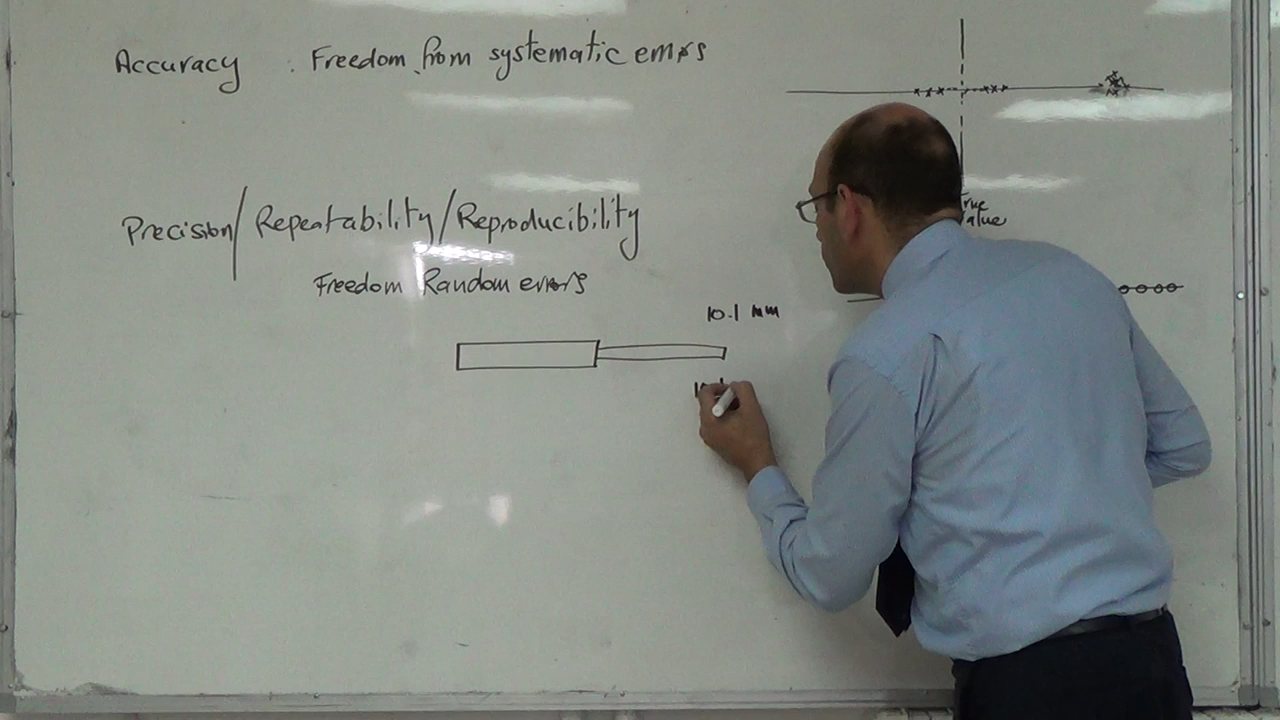 Accuracy : Freedom from systematic errors
Precision/Repeatability/Reproducibility
Freedom Random errors
10.1 mm